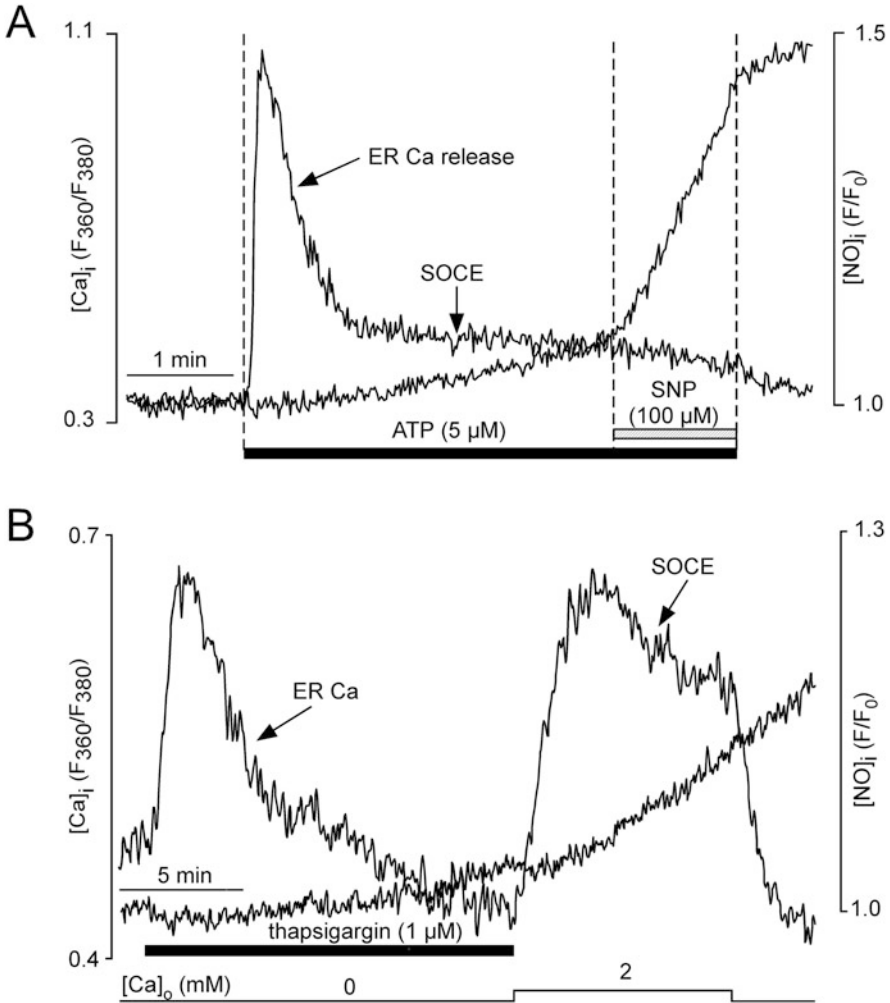 A
1.1
1.5
[Ca]i (F360/F380)
[NO]i (F/F0)
ER Ca release
SOCE
1 min
SNP
(100 µM)
0.3
ATP (5 µM)
1.0
B
0.7
1.3
[Ca]i (F360/F380)
[NO]i (F/F0)
SOCE
ER Ca
5 min
1.0
thapsigargin (1 µM)
0.4
[Ca]o (mM)
0
2